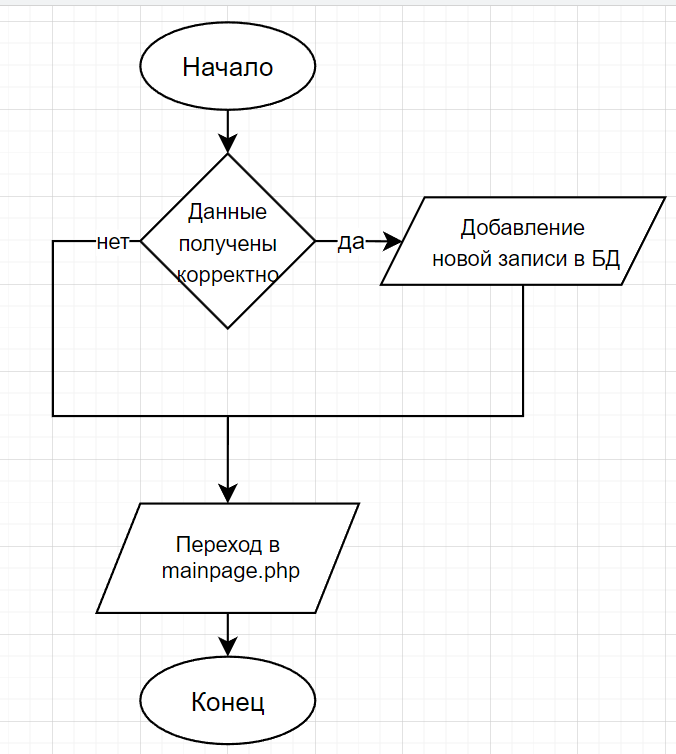 Начало
Данные
получены
корректно
нет
да
Добавление
новой записи в БД
Переход в
mainpage.php
Конец